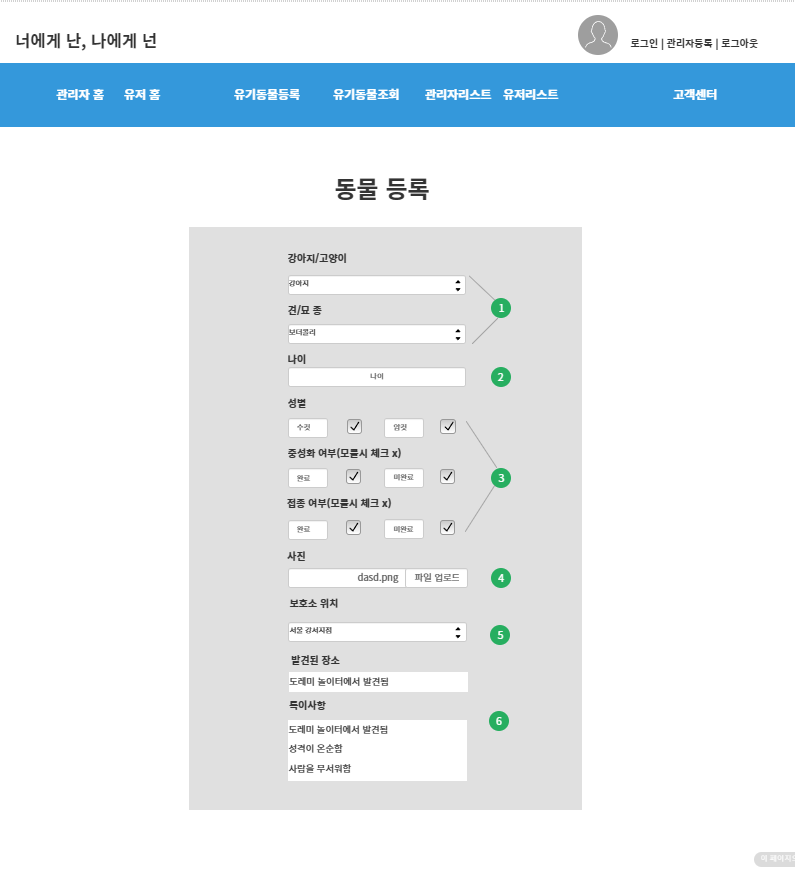 너에게 난, 나에게 넌
로그인 | 관리자등록 | 로그아웃
관리자 홈 유저 홈 유기동물등록 유기동물조회 관리자리스트 유저리스트 고객센터
동물 등록
강아지/고양이
강아지
1
견/묘 종
보더콜리
나이
나이
2
성별
수컷 암컷
중성화 여부(모를시 체크 x)
완료 미완료
3
접종 여부(모를시 체크 x)
완료 미완료
사진
dasd.png 파일 업로드
4
보호소 위치
서울 강서지점
5
발견된 장소
도레미 놀이터에서 발견됨
특이사항
6
도레미 놀이터에서 발견됨
성격이 온순함
사람을 무서워함